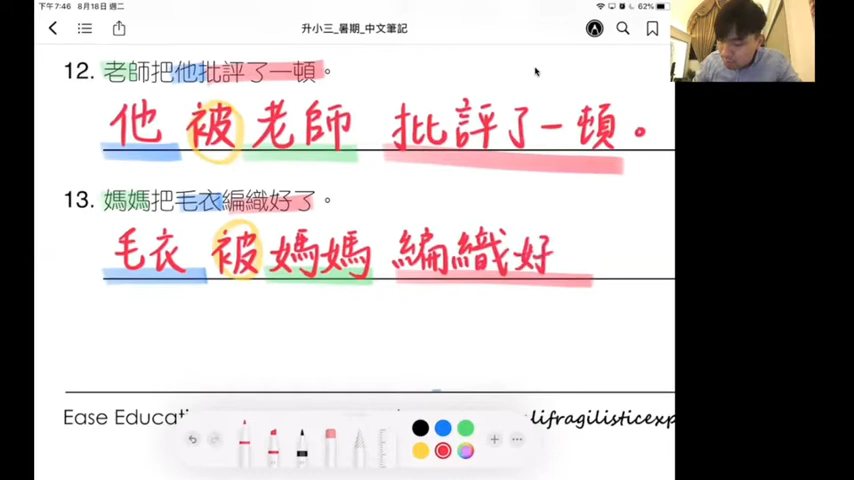 下午7:46 8月18日 週二 62%
升小三_暑期_中文筆記
12. 老師把他批評了一頓。
他被老師批評了一頓。
13. 媽媽把毛衣編織好了。
毛衣被媽媽編織好
Ease Educati
lifragilisticexp